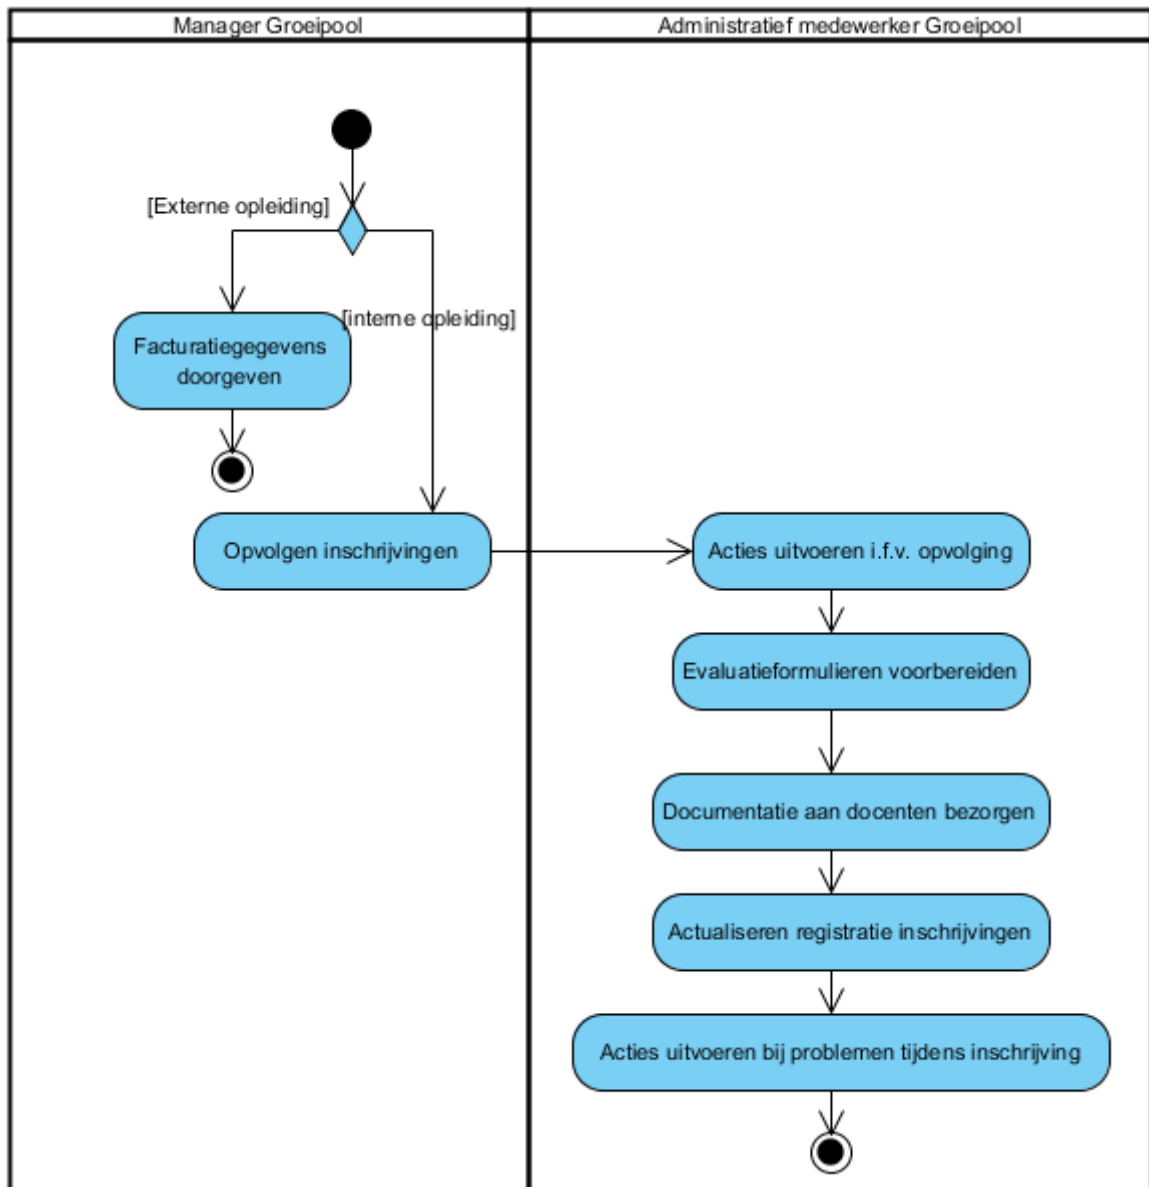 Manager Groeipool
Administratief medewerker Groeipool
[Externe opleiding]
[interne opleiding]
Facturatiegegevens
doorgeven
Opvolgen inschrijvingen
Acties uitvoeren i.f.v. opvolging
Evaluatieformulieren voorbereiden
Documentatie aan docenten bezorgen
Actualiseren registratie inschrijvingen
Acties uitvoeren bij problemen tijdens inschrijving